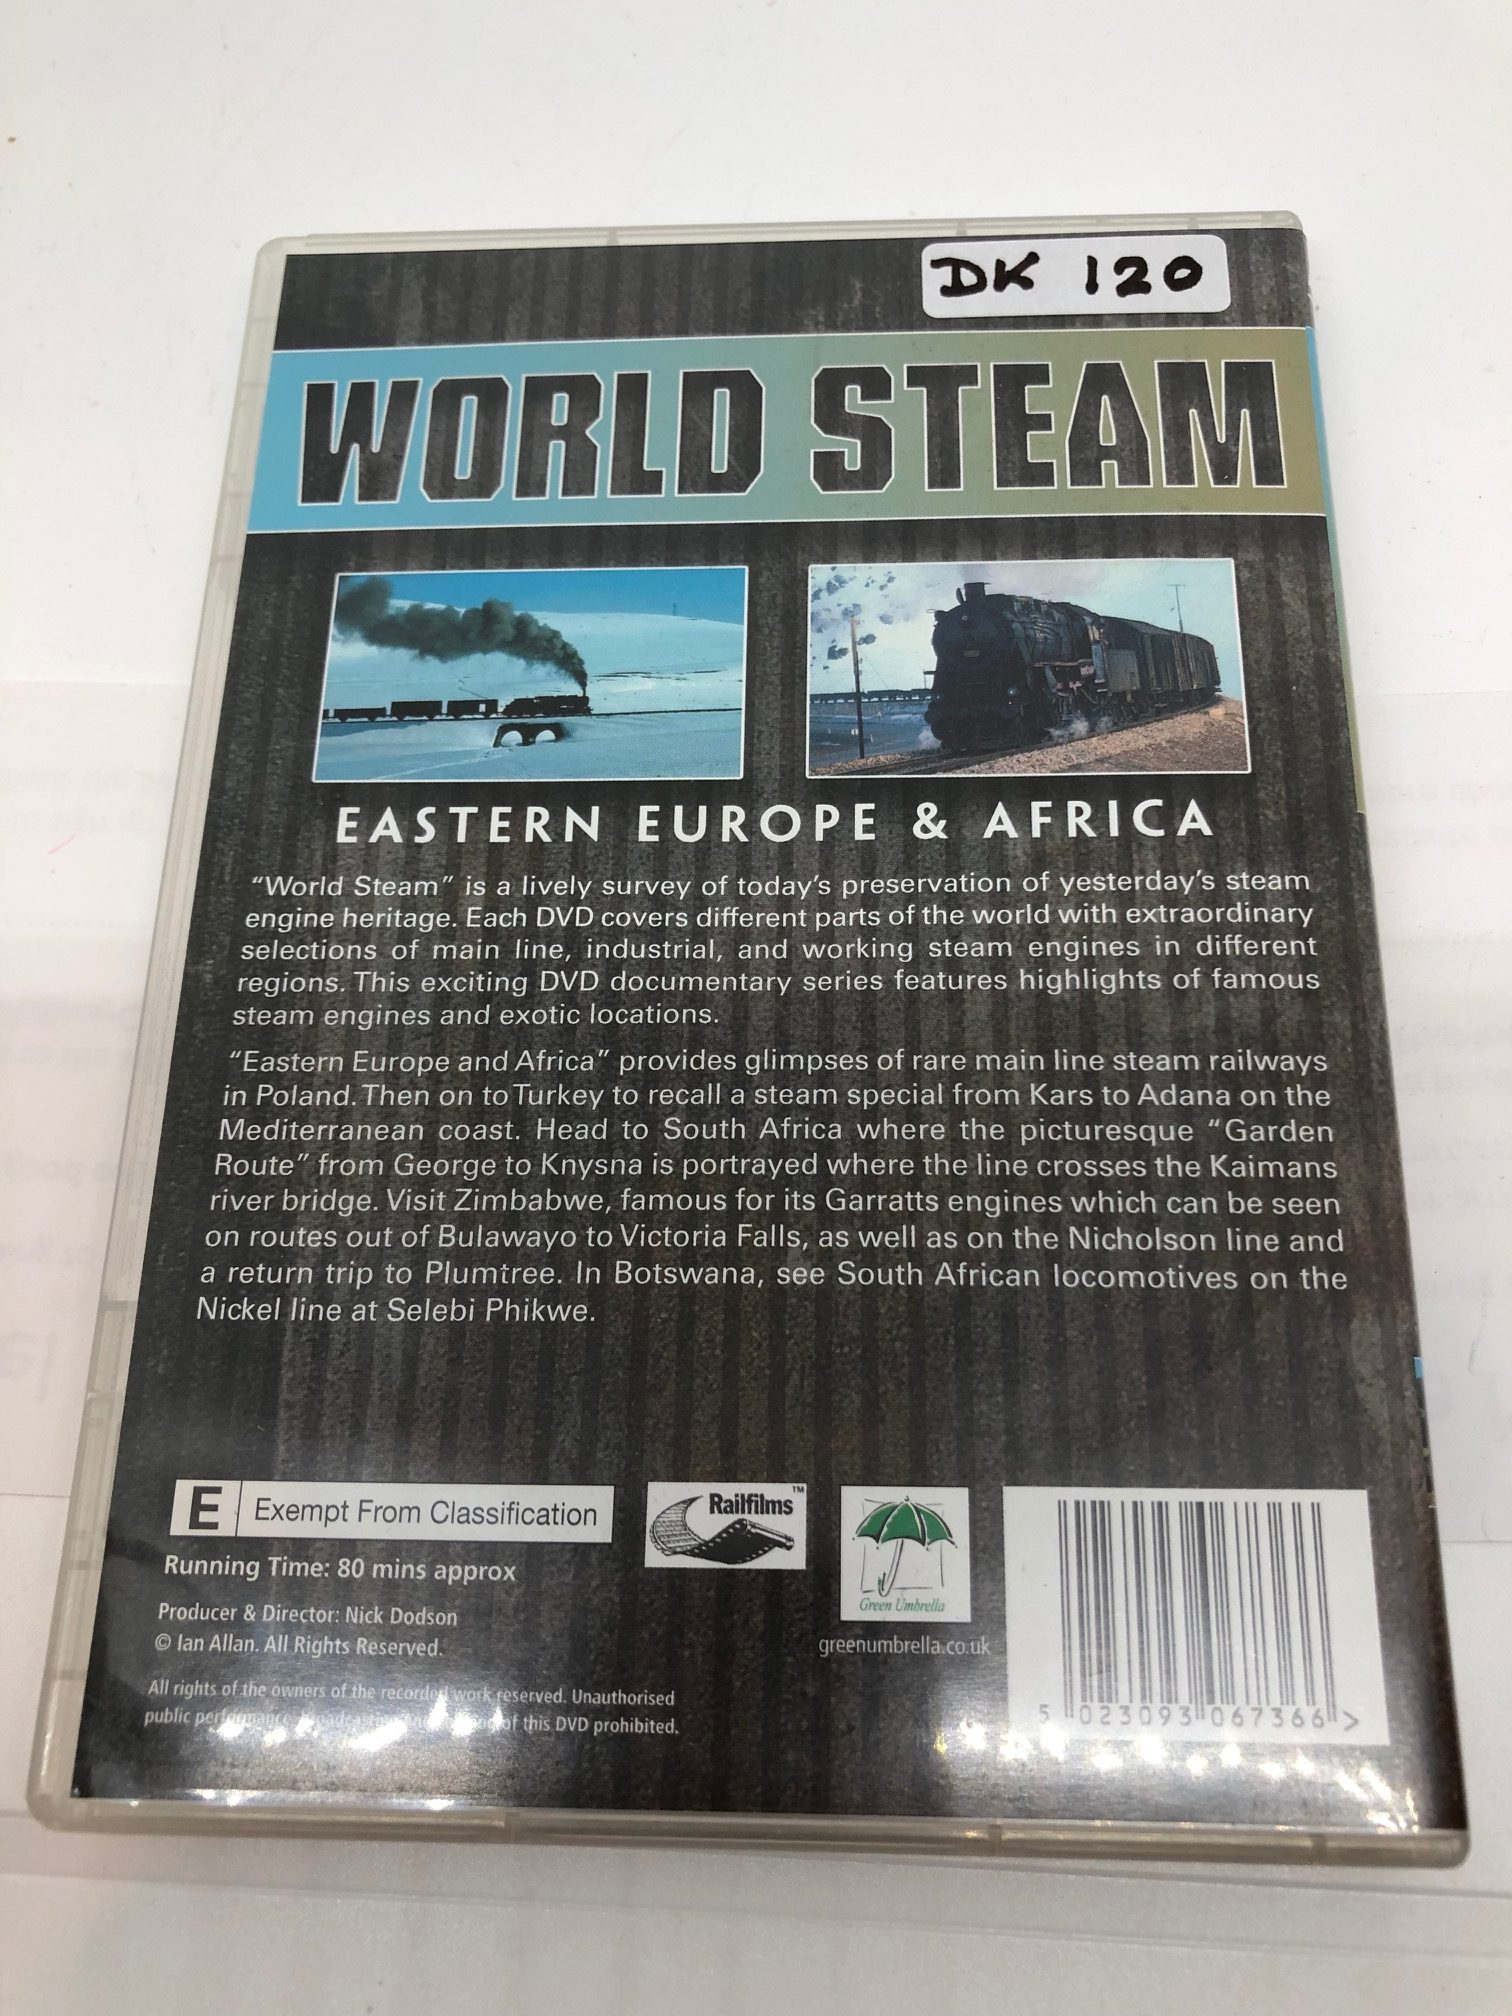 DK 120
WORLD STEAM
EASTERN EUROPE & AFRICA
"World Steam" is a lively survey of today's preservation of yesterday's steam
engine heritage. Each DVD covers different parts of the world with extraordinary
selections of main line, industrial, and working steam engines in different
regions. This exciting DVD documentary series features highlights of famous
steam engines and exotic locations.
"Eastern Europe and Africa" provides glimpses of rare main line steam railways
in Poland. Then on to Turkey to recall a steam special from Kars to Adana on the
Mediterranean coast. Head to South Africa where the picturesque "Garden
Route" from George to Knysna is portrayed where the line crosses the Kaimans
river bridge. Visit Zimbabwe, famous for its Garratts engines which can be seen
on routes out of Bulawayo to Victoria Falls, as well as on the Nicholson line and
a return trip to Plumtree. In Botswana, see South African locomotives on the
Nickel line at Selebi Phikwe.
E Exempt From Classification
Running Time: 80 mins approx
Producer & Director: Nick Dodson
© Ian Allan. All Rights Reserved.
All rights of the owners of the recorded work reserved. Unauthorised
public performance, of this DVD prohibited.
Railfilms™
Green Umbrella
greenumbrella.co.uk
5 023093 067366 >